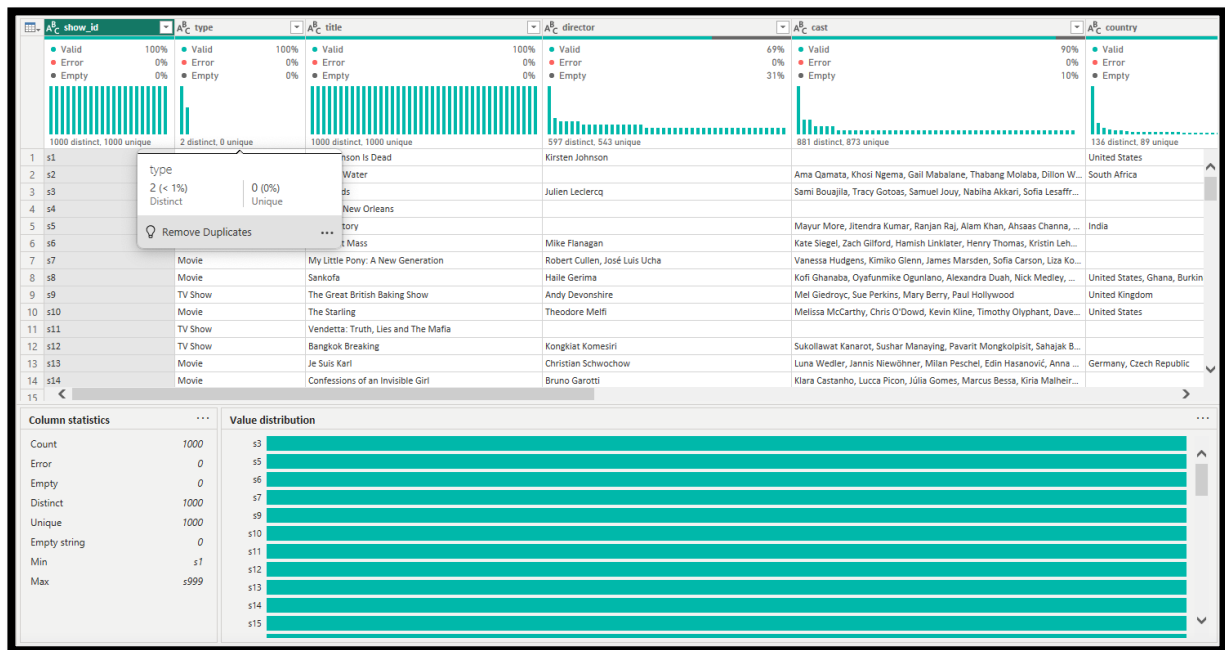 ABC show_id ABC type ABC title ABC director ABC cast ABC country
Valid 100% Valid 100% Valid 100% Valid 69% Valid 90% Valid
Error 0% Error 0% Error 0% Error 0% Error 0% Error
Empty 0% Empty 0% Empty 0% Empty 31% Empty 10% Empty
1000 distinct, 1000 unique 2 distinct, 0 unique 1000 distinct, 1000 unique 597 distinct, 543 unique 881 distinct, 873 unique 136 distinct, 89 unique
1 s1 nson Is Dead Kirsten Johnson United States
2 s2 Water Ama Qamata, Khosi Ngema, Gail Mabalane, Thabang Molaba, Dillon W... South Africa
3 s3 ds Julien Leclercq Sami Bouajila, Tracy Gotoas, Samuel Jouy, Nabiha Akkari, Sofia Lesaffr...
4 s4 New Orleans
5 s5 tory Mayur More, Jitendra Kumar, Ranjan Raj, Alam Khan, Ahsaas Channa, ... India
6 s6 t Mass Mike Flanagan Kate Siegel, Zach Gilford, Hamish Linklater, Henry Thomas, Kristin Leh...
type
2 (< 1%) 0 (0%)
Distinct Unique
Remove Duplicates ...
7 s7 Movie My Little Pony: A New Generation Robert Cullen, José Luis Ucha Vanessa Hudgens, Kimiko Glenn, James Marsden, Sofia Carson, Liza Ko...
8 s8 Movie Sankofa Haile Gerima Kofi Ghanaba, Oyafunmike Ogunlano, Alexandra Duah, Nick Medley, ... United States, Ghana, Burkin
9 s9 TV Show The Great British Baking Show Andy Devonshire Mel Giedroyc, Sue Perkins, Mary Berry, Paul Hollywood United Kingdom
10 s10 Movie The Starling Theodore Melfi Melissa McCarthy, Chris O'Dowd, Kevin Kline, Timothy Olyphant, Dave... United States
11 s11 TV Show Vendetta: Truth, Lies and The Mafia
12 s12 TV Show Bangkok Breaking Kongkiat Komesiri Sukollawat Kanarot, Sushar Manaying, Pavarit Mongkolpisit, Sahajak B...
13 s13 Movie Je Suis Karl Christian Schwochow Luna Wedler, Jannis Niewöhner, Milan Peschel, Edin Hasanović, Anna ... Germany, Czech Republic
14 s14 Movie Confessions of an Invisible Girl Bruno Garotti Klara Castanho, Lucca Picon, Júlia Gomes, Marcus Bessa, Kiria Malheir...
15
Column statistics ...
Count 1000
Error 0
Empty 0
Distinct 1000
Unique 1000
Empty string 0
Min s1
Max s999
Value distribution ...
s3
s5
s6
s7
s9
s10
s11
s12
s13
s14
s15